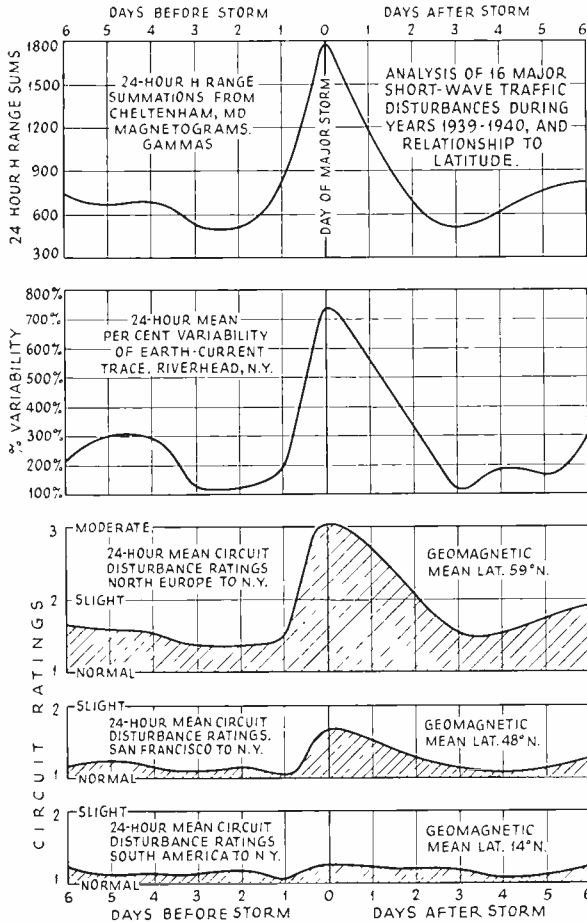 DAYS BEFORE STORM DAYS AFTER STORM
6 5 4 3 2 1 0 1 2 3 4 5 6
24 HOUR H RANGE SUMS
1800
1500
1200
900
600
300
24-HOUR H RANGE
SUMMATIONS FROM
CHELTENHAM, MD
MAGNETOGRAMS.
GAMMAS
DAY OF MAJOR STORM
ANALYSIS OF 16 MAJOR
SHORT-WAVE TRAFFIC
DISTURBANCES DURING
YEARS 1939-1940, AND
RELATIONSHIP TO
LATITUDE.
% VARIABILITY
800%
700%
600%
500%
400%
300%
200%
100%
24-HOUR MEAN
PER CENT VARIABILITY
OF EARTH-CURRENT
TRACE. RIVERHEAD, N.Y.
CIRCUIT RATINGS
3
2
1
MODERATE
SLIGHT
NORMAL
24-HOUR MEAN CIRCUIT
DISTURBANCE RATINGS
NORTH EUROPE TO N.Y.
GEOMAGNETIC
MEAN LAT. 59°N.
2
1
SLIGHT
NORMAL
24-HOUR MEAN CIRCUIT
DISTURBANCE RATINGS.
SAN FRANCISCO TO N.Y.
GEOMAGNETIC
MEAN LAT. 48°N.
2
1
SLIGHT
NORMAL
24-HOUR MEAN CIRCUIT
DISTURBANCE RATINGS
SOUTH AMERICA TO N.Y.
GEOMAGNETIC
MEAN LAT. 14°N.
6 5 4 3 2 1 0 1 2 3 4 5 6
DAYS BEFORE STORM DAYS AFTER STORM